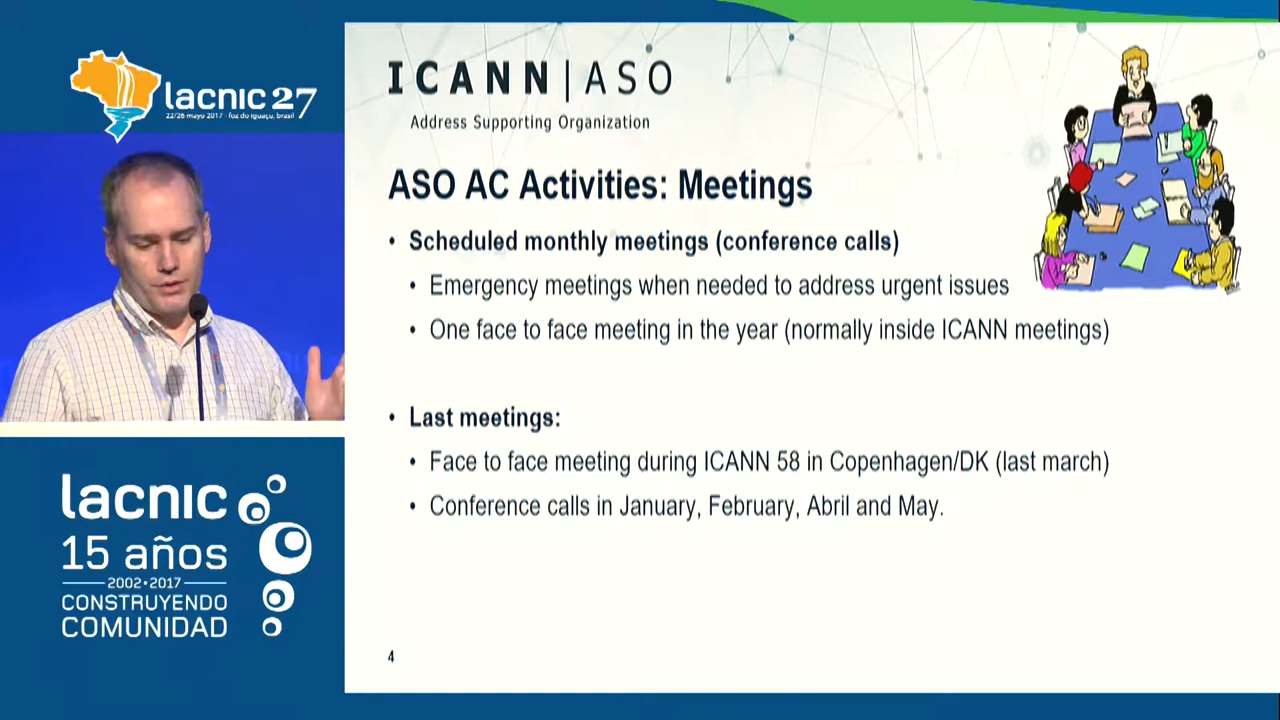 lacnic 27
22/26 mayo 2017 - foz do iguaçu, brasil
ICANN | ASO
Address Supporting Organization
ASO AC Activities: Meetings
• Scheduled monthly meetings (conference calls)
• Emergency meetings when needed to address urgent issues
• One face to face meeting in the year (normally inside ICANN meetings)
• Last meetings:
• Face to face meeting during ICANN 58 in Copenhagen/DK (last march)
• Conference calls in January, February, Abril and May.
4
lacnic
15 años
2002•2017
CONSTRUYENDO
COMUNIDAD